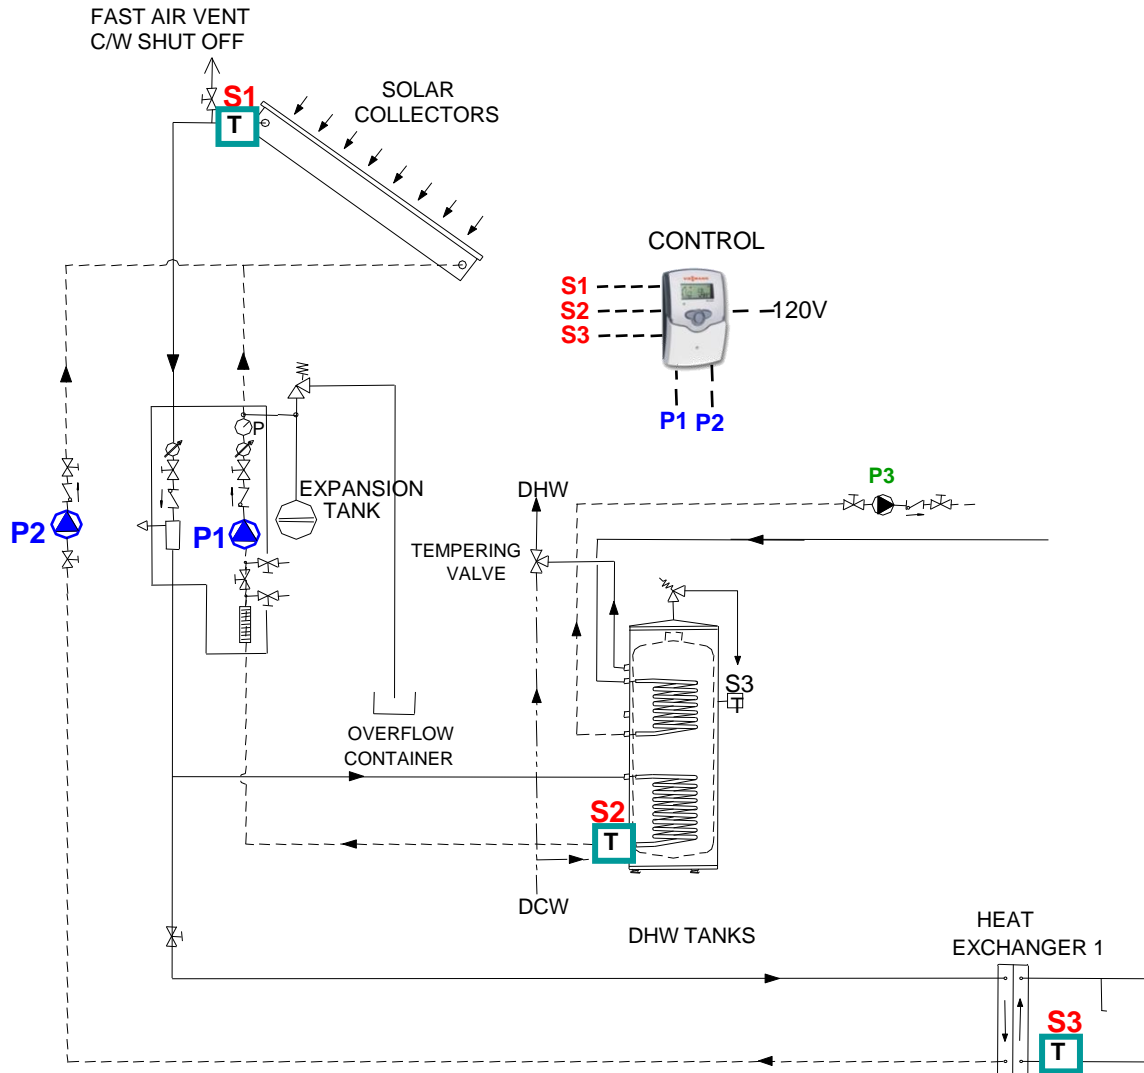 FAST AIR VENT
C/W SHUT OFF
S1
T
SOLAR
COLLECTORS
CONTROL
S1
S2
S3
120V
P1 P2
P
EXPANSION
TANK
P2
P1
DHW
P3
TEMPERING
VALVE
S3
T
OVERFLOW
CONTAINER
S2
T
DCW
DHW TANKS
HEAT
EXCHANGER 1
S3
T